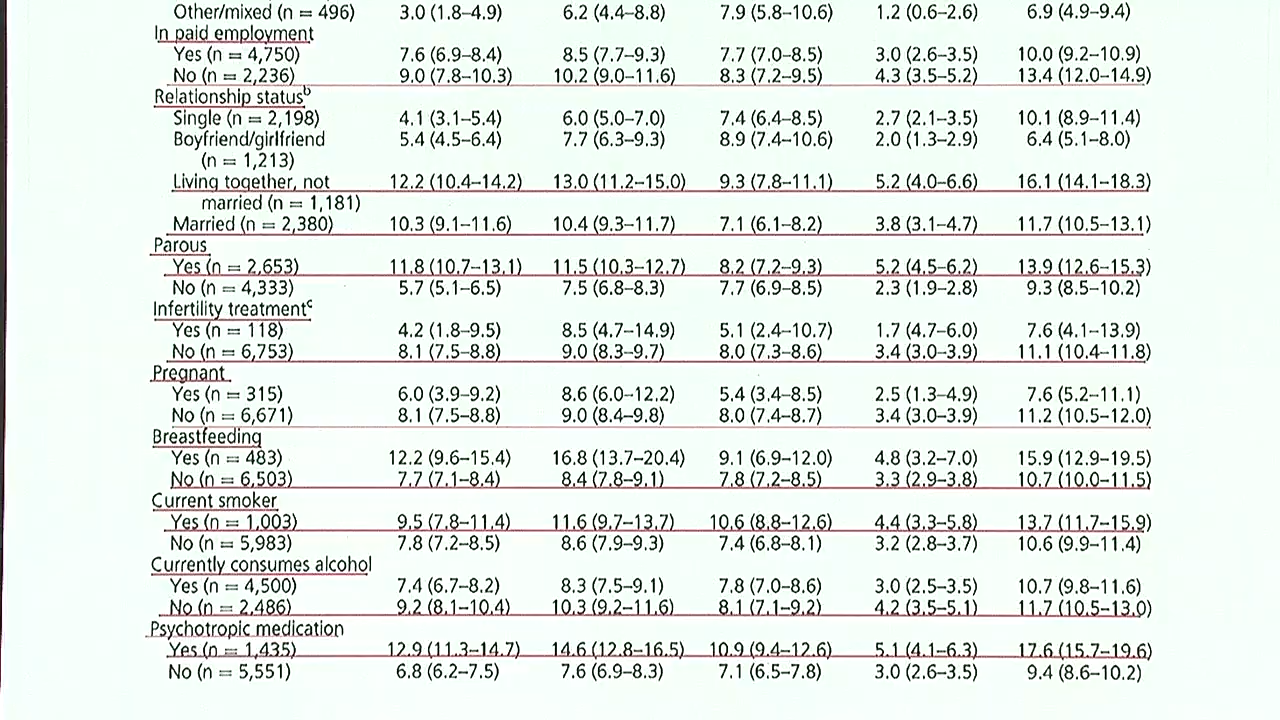 Other/mixed (n = 496) 3.0 (1.8–4.9) 6.2 (4.4–8.8) 7.9 (5.8–10.6) 1.2 (0.6–2.6) 6.9 (4.9–9.4)
In paid employment
Yes (n = 4,750) 7.6 (6.9–8.4) 8.5 (7.7–9.3) 7.7 (7.0–8.5) 3.0 (2.6–3.5) 10.0 (9.2–10.9)
No (n = 2,236) 9.0 (7.8–10.3) 10.2 (9.0–11.6) 8.3 (7.2–9.5) 4.3 (3.5–5.2) 13.4 (12.0–14.9)
Relationship statusᵇ
Single (n = 2,198) 4.1 (3.1–5.4) 6.0 (5.0–7.0) 7.4 (6.4–8.5) 2.7 (2.1–3.5) 10.1 (8.9–11.4)
Boyfriend/girlfriend 5.4 (4.5–6.4) 7.7 (6.3–9.3) 8.9 (7.4–10.6) 2.0 (1.3–2.9) 6.4 (5.1–8.0)
(n = 1,213)
Living together, not 12.2 (10.4–14.2) 13.0 (11.2–15.0) 9.3 (7.8–11.1) 5.2 (4.0–6.6) 16.1 (14.1–18.3)
married (n = 1,181)
Married (n = 2,380) 10.3 (9.1–11.6) 10.4 (9.3–11.7) 7.1 (6.1–8.2) 3.8 (3.1–4.7) 11.7 (10.5–13.1)
Parous
Yes (n = 2,653) 11.8 (10.7–13.1) 11.5 (10.3–12.7) 8.2 (7.2–9.3) 5.2 (4.5–6.2) 13.9 (12.6–15.3)
No (n = 4,333) 5.7 (5.1–6.5) 7.5 (6.8–8.3) 7.7 (6.9–8.5) 2.3 (1.9–2.8) 9.3 (8.5–10.2)
Infertility treatmentᶜ
Yes (n = 118) 4.2 (1.8–9.5) 8.5 (4.7–14.9) 5.1 (2.4–10.7) 1.7 (4.7–6.0) 7.6 (4.1–13.9)
No (n = 6,753) 8.1 (7.5–8.8) 9.0 (8.3–9.7) 8.0 (7.3–8.6) 3.4 (3.0–3.9) 11.1 (10.4–11.8)
Pregnant
Yes (n = 315) 6.0 (3.9–9.2) 8.6 (6.0–12.2) 5.4 (3.4–8.5) 2.5 (1.3–4.9) 7.6 (5.2–11.1)
No (n = 6,671) 8.1 (7.5–8.8) 9.0 (8.4–9.8) 8.0 (7.4–8.7) 3.4 (3.0–3.9) 11.2 (10.5–12.0)
Breastfeeding
Yes (n = 483) 12.2 (9.6–15.4) 16.8 (13.7–20.4) 9.1 (6.9–12.0) 4.8 (3.2–7.0) 15.9 (12.9–19.5)
No (n = 6,503) 7.7 (7.1–8.4) 8.4 (7.8–9.1) 7.8 (7.2–8.5) 3.3 (2.9–3.8) 10.7 (10.0–11.5)
Current smoker
Yes (n = 1,003) 9.5 (7.8–11.4) 11.6 (9.7–13.7) 10.6 (8.8–12.6) 4.4 (3.3–5.8) 13.7 (11.7–15.9)
No (n = 5,983) 7.8 (7.2–8.5) 8.6 (7.9–9.3) 7.4 (6.8–8.1) 3.2 (2.8–3.7) 10.6 (9.9–11.4)
Currently consumes alcohol
Yes (n = 4,500) 7.4 (6.7–8.2) 8.3 (7.5–9.1) 7.8 (7.0–8.6) 3.0 (2.5–3.5) 10.7 (9.8–11.6)
No (n = 2,486) 9.2 (8.1–10.4) 10.3 (9.2–11.6) 8.1 (7.1–9.2) 4.2 (3.5–5.1) 11.7 (10.5–13.0)
Psychotropic medication
Yes (n = 1,435) 12.9 (11.3–14.7) 14.6 (12.8–16.5) 10.9 (9.4–12.6) 5.1 (4.1–6.3) 17.6 (15.7–19.6)
No (n = 5,551) 6.8 (6.2–7.5) 7.6 (6.9–8.3) 7.1 (6.5–7.8) 3.0 (2.6–3.5) 9.4 (8.6–10.2)